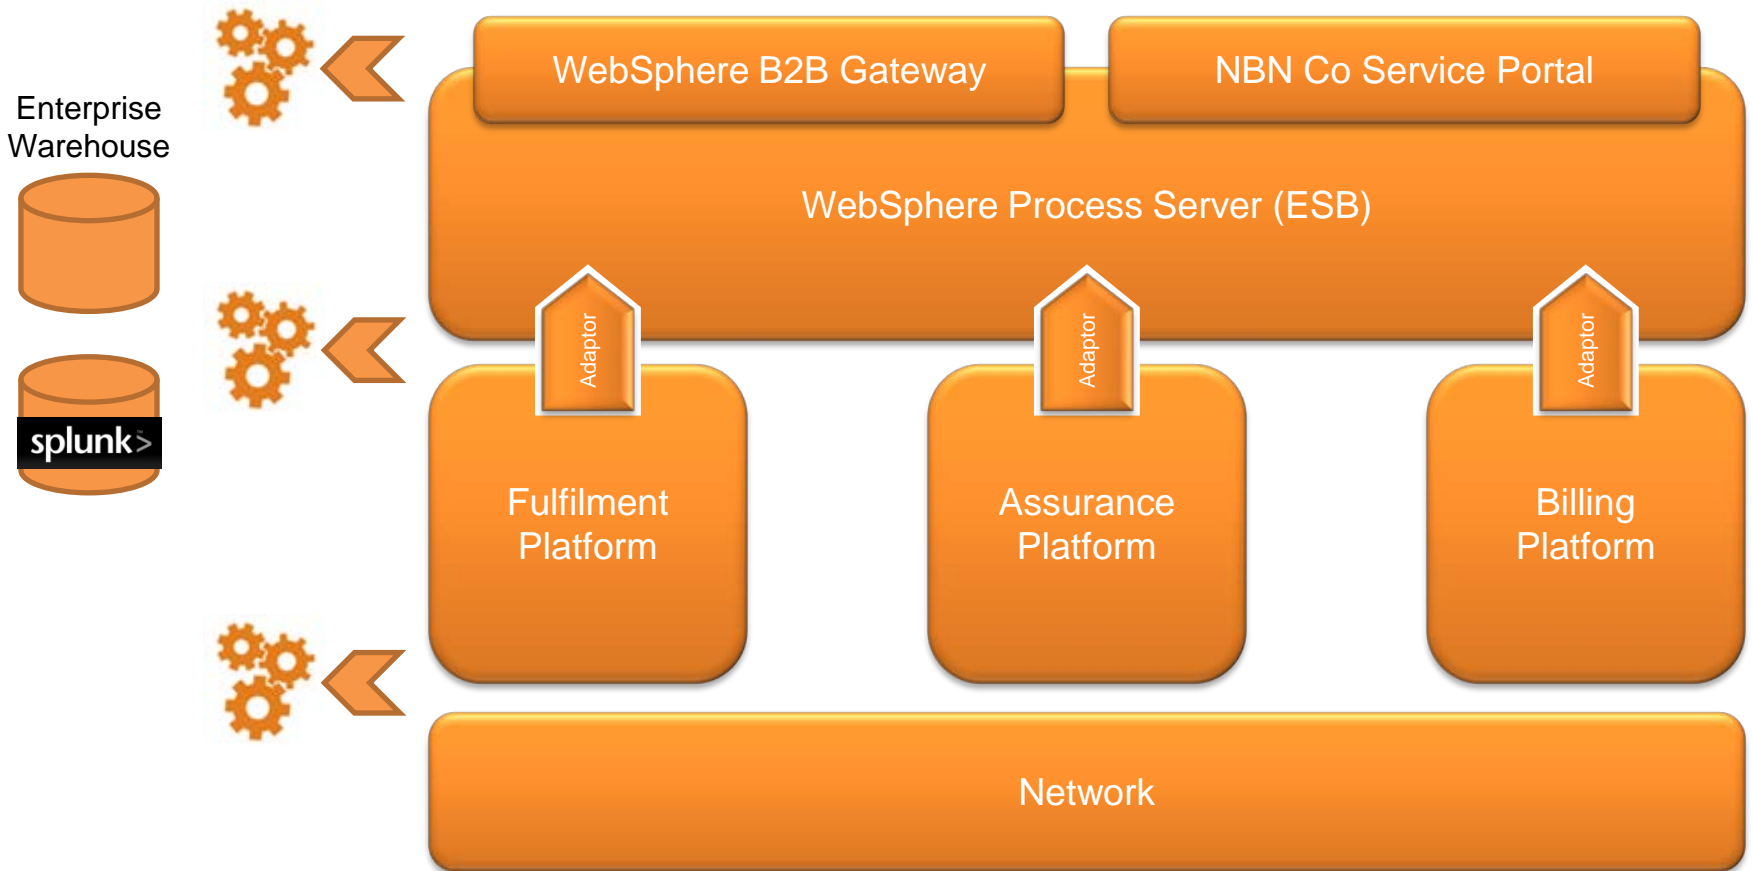 WebSphere B2B Gateway
NBN Co Service Portal
Enterprise
Warehouse
WebSphere Process Server (ESB)
Adaptor
Adaptor
Adaptor
splunk>™
Fulfilment
Platform
Assurance
Platform
Billing
Platform
Network